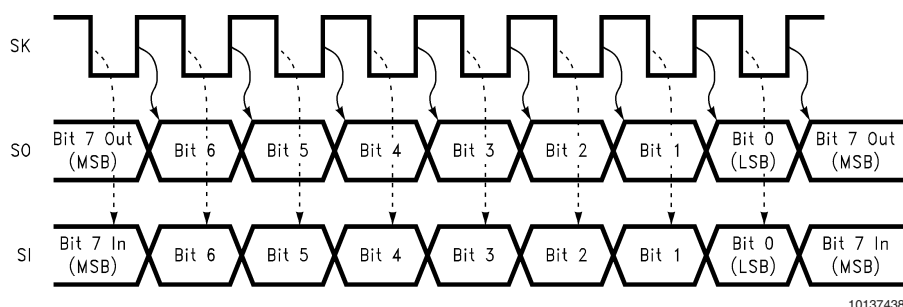 SK
SO
Bit 7 Out
(MSB)
Bit 6
Bit 5
Bit 4
Bit 3
Bit 2
Bit 1
Bit 0
(LSB)
Bit 7 Out
(MSB)
SI
Bit 7 In
(MSB)
Bit 6
Bit 5
Bit 4
Bit 3
Bit 2
Bit 1
Bit 0
(LSB)
Bit 7 In
(MSB)
10137438